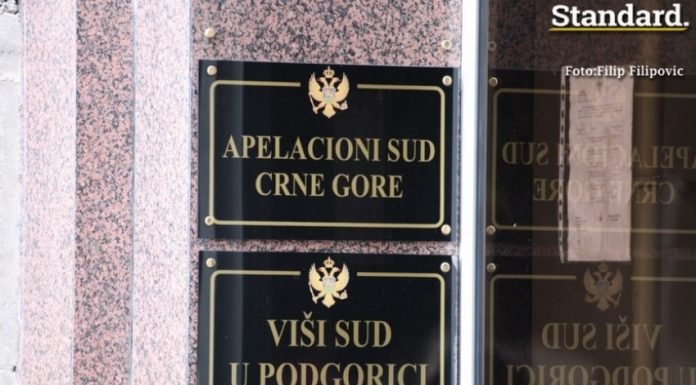 Standard.
Foto:Filip Filipovic
APELACIONI SUD
CRNE GORE
VIŠI SUD
U PODGORICI